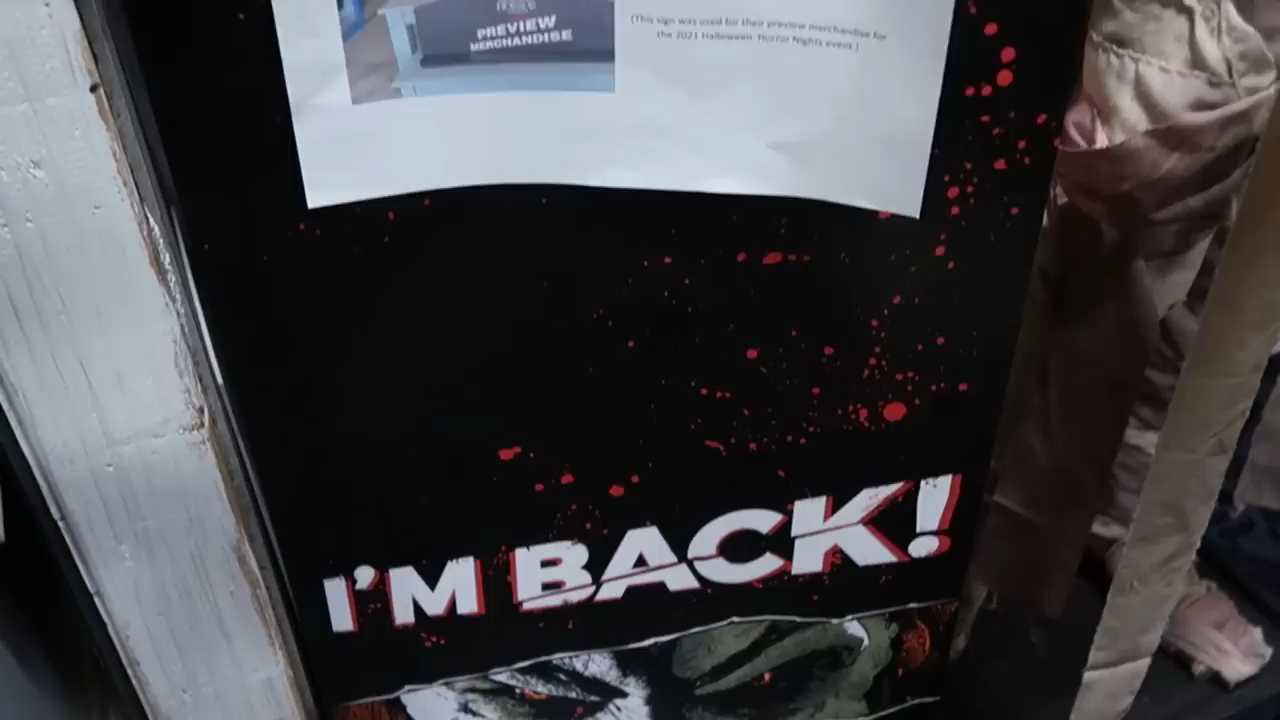 PREVIEW
MERCHANDISE
(This sign was used for their preview merchandise for
the 2021 Halloween Horror Nights event.)
I'M BACK!